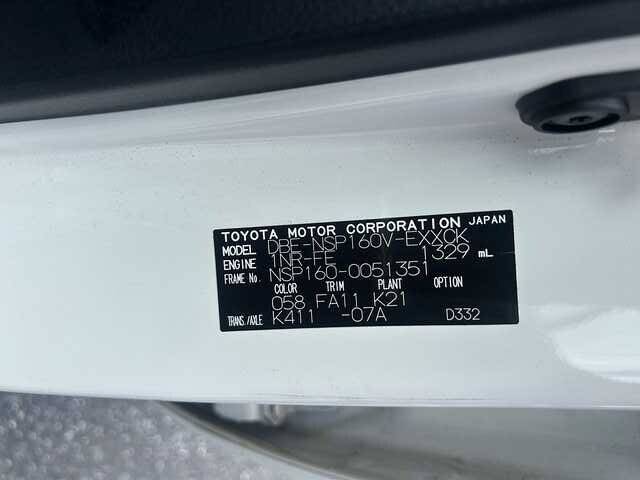 TOYOTA MOTOR CORPORATION JAPAN
MODEL DBE-NSP160V-EXXCK
ENGINE 1NR-FE 1329 mL
FRAME No. NSP160-0051351
COLOR TRIM PLANT OPTION
058 FA11 K21
TRANS./AXLE K411 -07A D332